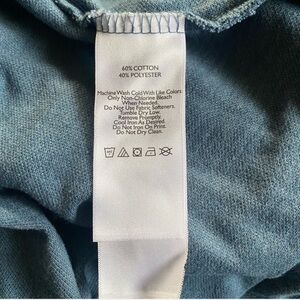 60% COTTON
40% POLYESTER
Machine Wash Cold With Like Colors
Only Non-Chlorine Bleach
When Needed.
Do Not Use Fabric Softeners.
Tumble Dry Low.
Remove Promptly.
Cool Iron As Desired.
Do Not Iron On Print.
Do Not Dry Clean.